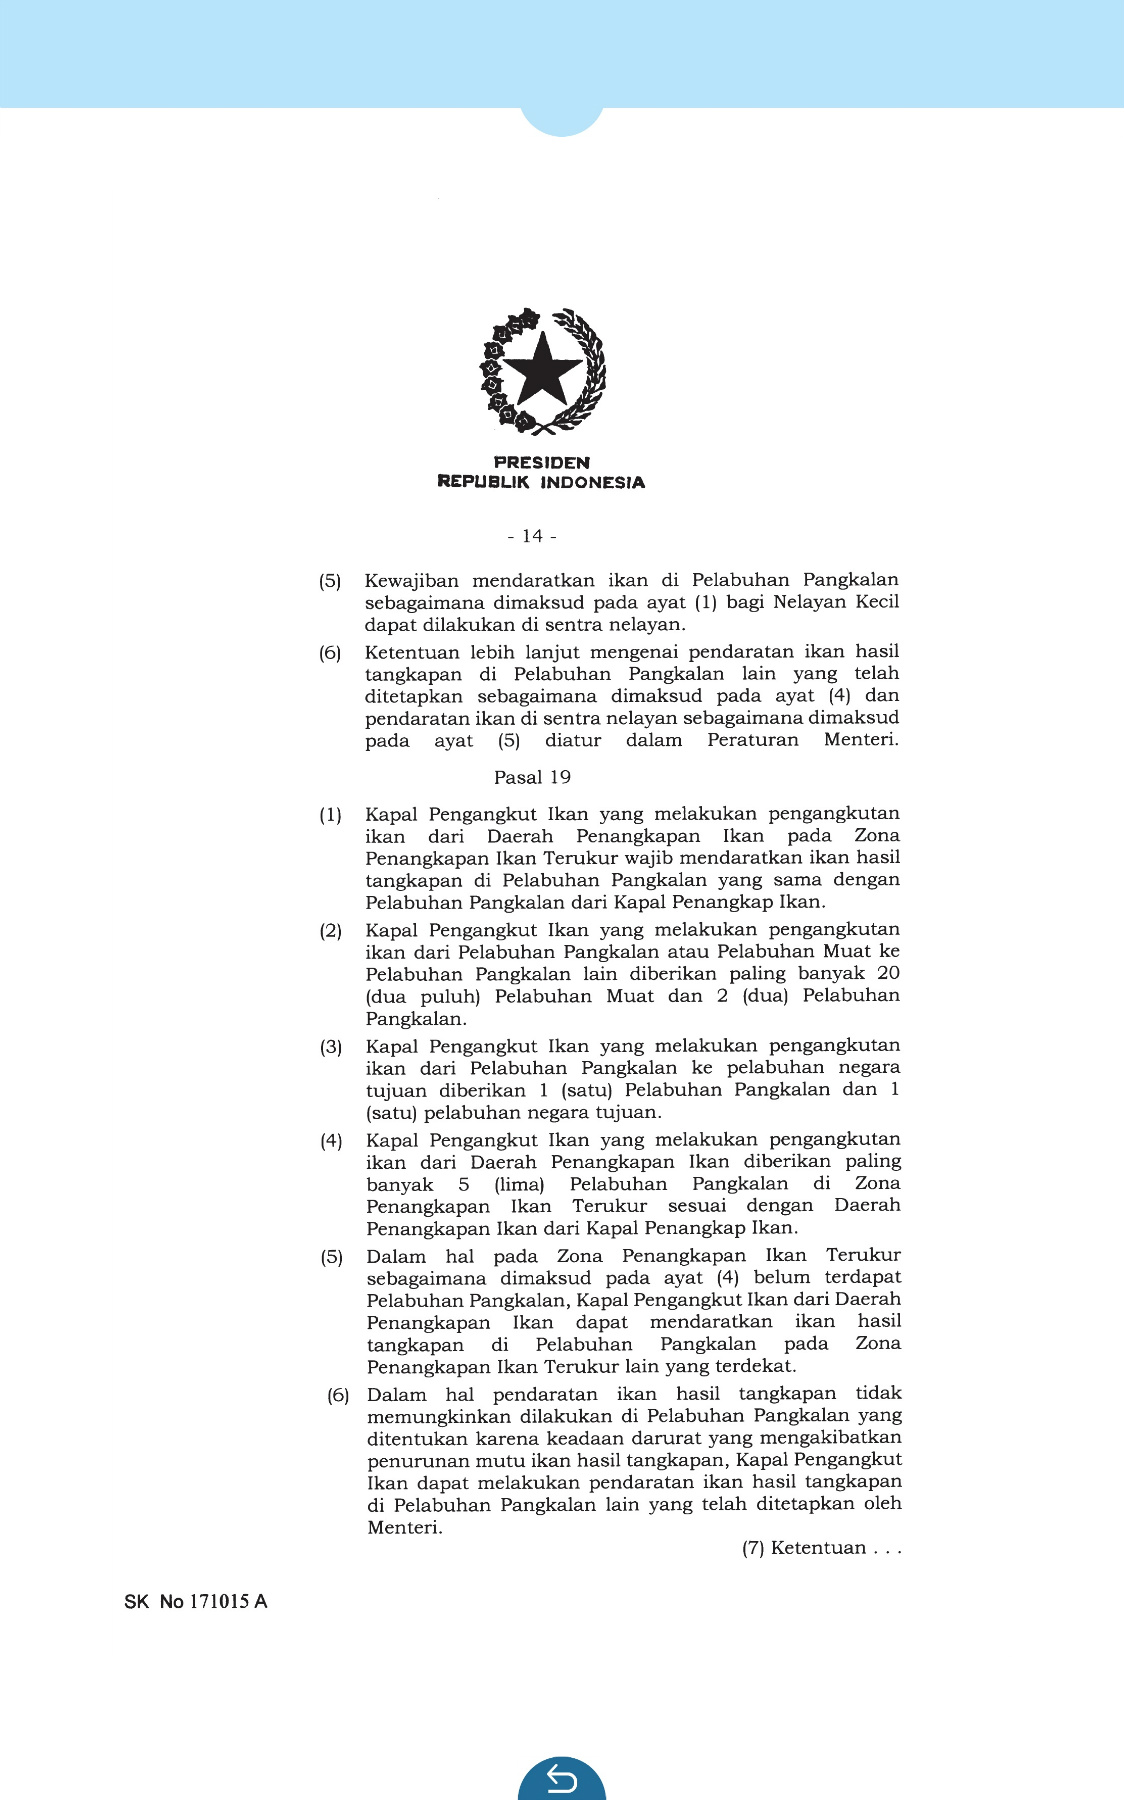 PRESIDEN
REPUBLIK INDONESIA
- 14 -
(5) Kewajiban mendaratkan ikan di Pelabuhan Pangkalan
sebagaimana dimaksud pada ayat (1) bagi Nelayan Kecil
dapat dilakukan di sentra nelayan.
(6) Ketentuan lebih lanjut mengenai pendaratan ikan hasil
tangkapan di Pelabuhan Pangkalan lain yang telah
ditetapkan sebagaimana dimaksud pada ayat (4) dan
pendaratan ikan di sentra nelayan sebagaimana dimaksud
pada ayat (5) diatur dalam Peraturan Menteri.
Pasal 19
(1) Kapal Pengangkut Ikan yang melakukan pengangkutan
ikan dari Daerah Penangkapan Ikan pada Zona
Penangkapan Ikan Terukur wajib mendaratkan ikan hasil
tangkapan di Pelabuhan Pangkalan yang sama dengan
Pelabuhan Pangkalan dari Kapal Penangkap Ikan.
(2) Kapal Pengangkut Ikan yang melakukan pengangkutan
ikan dari Pelabuhan Pangkalan atau Pelabuhan Muat ke
Pelabuhan Pangkalan lain diberikan paling banyak 20
(dua puluh) Pelabuhan Muat dan 2 (dua) Pelabuhan
Pangkalan.
(3) Kapal Pengangkut Ikan yang melakukan pengangkutan
ikan dari Pelabuhan Pangkalan ke pelabuhan negara
tujuan diberikan 1 (satu) Pelabuhan Pangkalan dan 1
(satu) pelabuhan negara tujuan.
(4) Kapal Pengangkut Ikan yang melakukan pengangkutan
ikan dari Daerah Penangkapan Ikan diberikan paling
banyak 5 (lima) Pelabuhan Pangkalan di Zona
Penangkapan Ikan Terukur sesuai dengan Daerah
Penangkapan Ikan dari Kapal Penangkap Ikan.
(5) Dalam hal pada Zona Penangkapan Ikan Terukur
sebagaimana dimaksud pada ayat (4) belum terdapat
Pelabuhan Pangkalan, Kapal Pengangkut Ikan dari Daerah
Penangkapan Ikan dapat mendaratkan ikan hasil
tangkapan di Pelabuhan Pangkalan pada Zona
Penangkapan Ikan Terukur lain yang terdekat.
(6) Dalam hal pendaratan ikan hasil tangkapan tidak
memungkinkan dilakukan di Pelabuhan Pangkalan yang
ditentukan karena keadaan darurat yang mengakibatkan
penurunan mutu ikan hasil tangkapan, Kapal Pengangkut
Ikan dapat melakukan pendaratan ikan hasil tangkapan
di Pelabuhan Pangkalan lain yang telah ditetapkan oleh
Menteri.
(7) Ketentuan . . .
SK No 171015 A